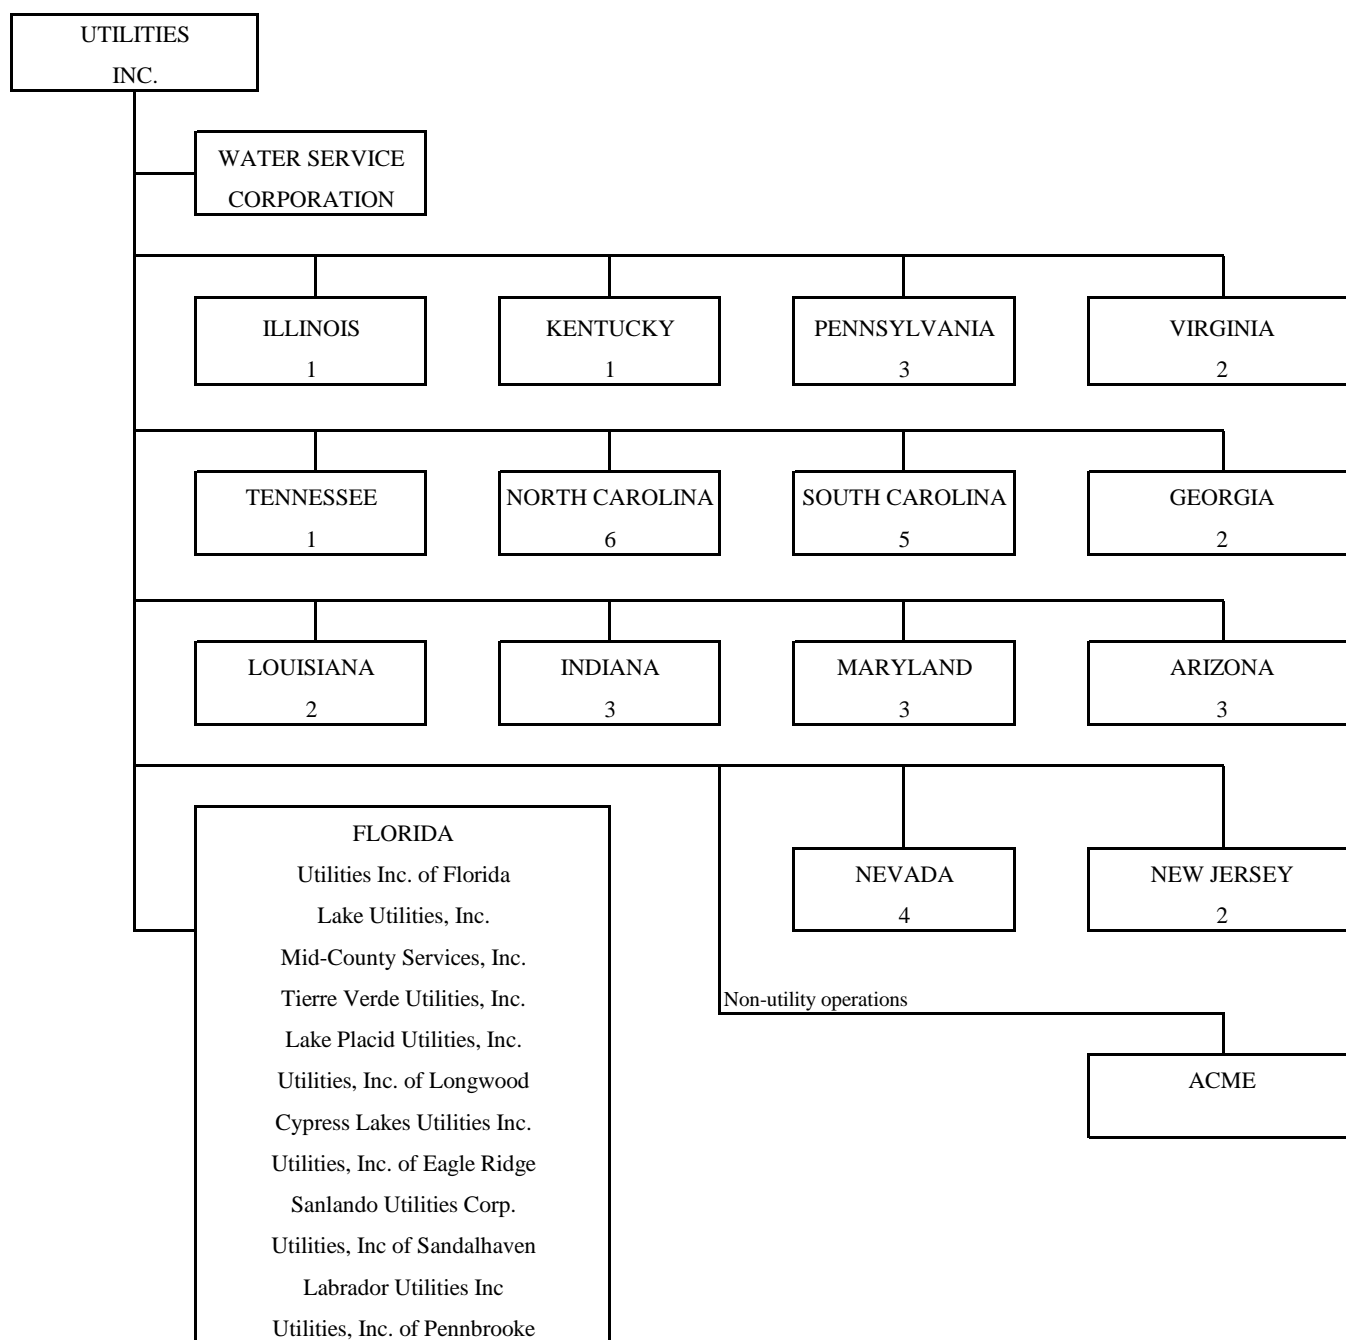 UTILITIES
INC.
WATER SERVICE
CORPORATION
ILLINOIS
1
KENTUCKY
1
PENNSYLVANIA
3
VIRGINIA
2
TENNESSEE
1
NORTH CAROLINA
6
SOUTH CAROLINA
5
GEORGIA
2
LOUISIANA
2
INDIANA
3
MARYLAND
3
ARIZONA
3
FLORIDA
Utilities Inc. of Florida
Lake Utilities, Inc.
Mid-County Services, Inc.
Tierre Verde Utilities, Inc.
Lake Placid Utilities, Inc.
Utilities, Inc. of Longwood
Cypress Lakes Utilities Inc.
Utilities, Inc. of Eagle Ridge
Sanlando Utilities Corp.
Utilities, Inc of Sandalhaven
Labrador Utilities Inc
Utilities, Inc. of Pennbrooke
NEVADA
4
NEW JERSEY
2
Non-utility operations
ACME